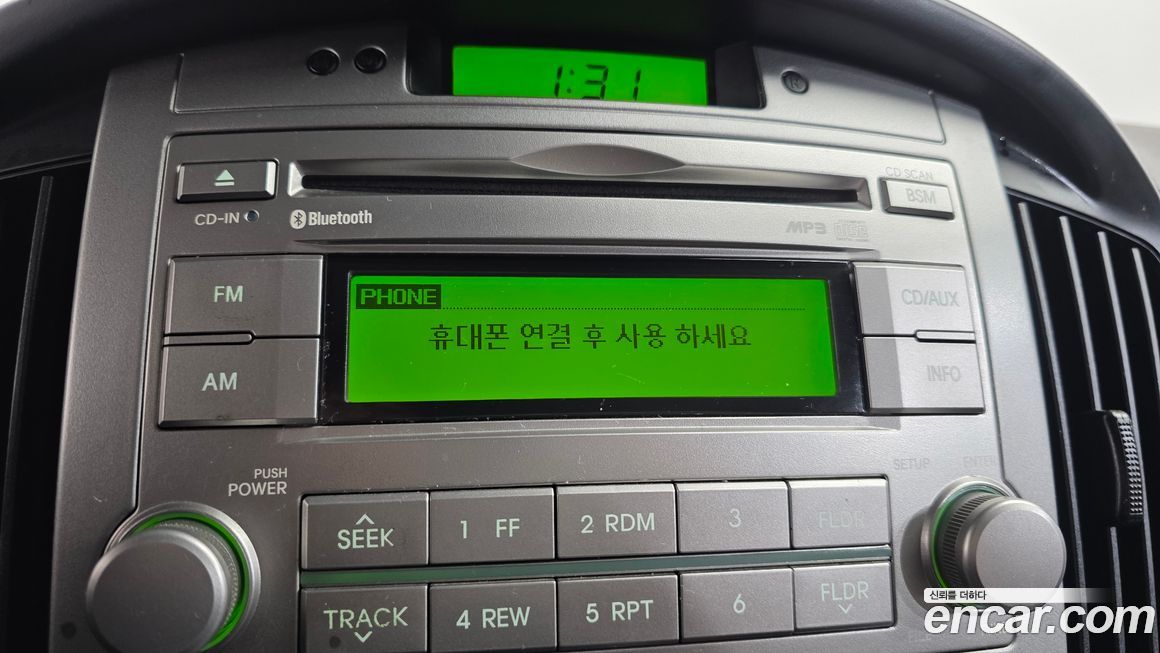 1:31
CD SCAN
BSM
CD-IN
Bluetooth
MP3
FM
PHONE
휴대폰 연결 후 사용 하세요
CD/AUX
AM
INFO
PUSH
POWER
SETUP
ENTER
SEEK
1 FF
2 RDM
3
FLDR
TRACK
4 REW
5 RPT
6
FLDR
신뢰를 더하다
encar.com